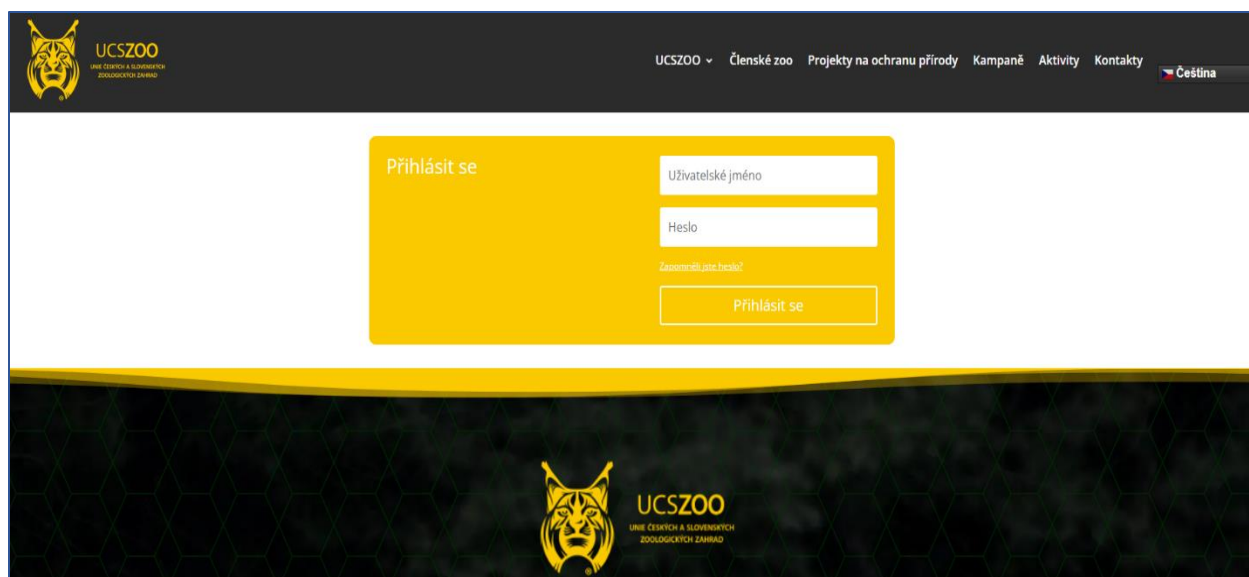 UCSZOO
UNIE ČESKÝCH A SLOVENSKÝCH
ZOOLOGICKÝCH ZAHRAD
UCSZOO Členské zoo Projekty na ochranu přírody Kampaně Aktivity Kontakty
Čeština
Přihlásit se
Uživatelské jméno
Heslo
Zapomněli jste heslo?
Přihlásit se
UCSZOO
UNIE ČESKÝCH A SLOVENSKÝCH
ZOOLOGICKÝCH ZAHRAD